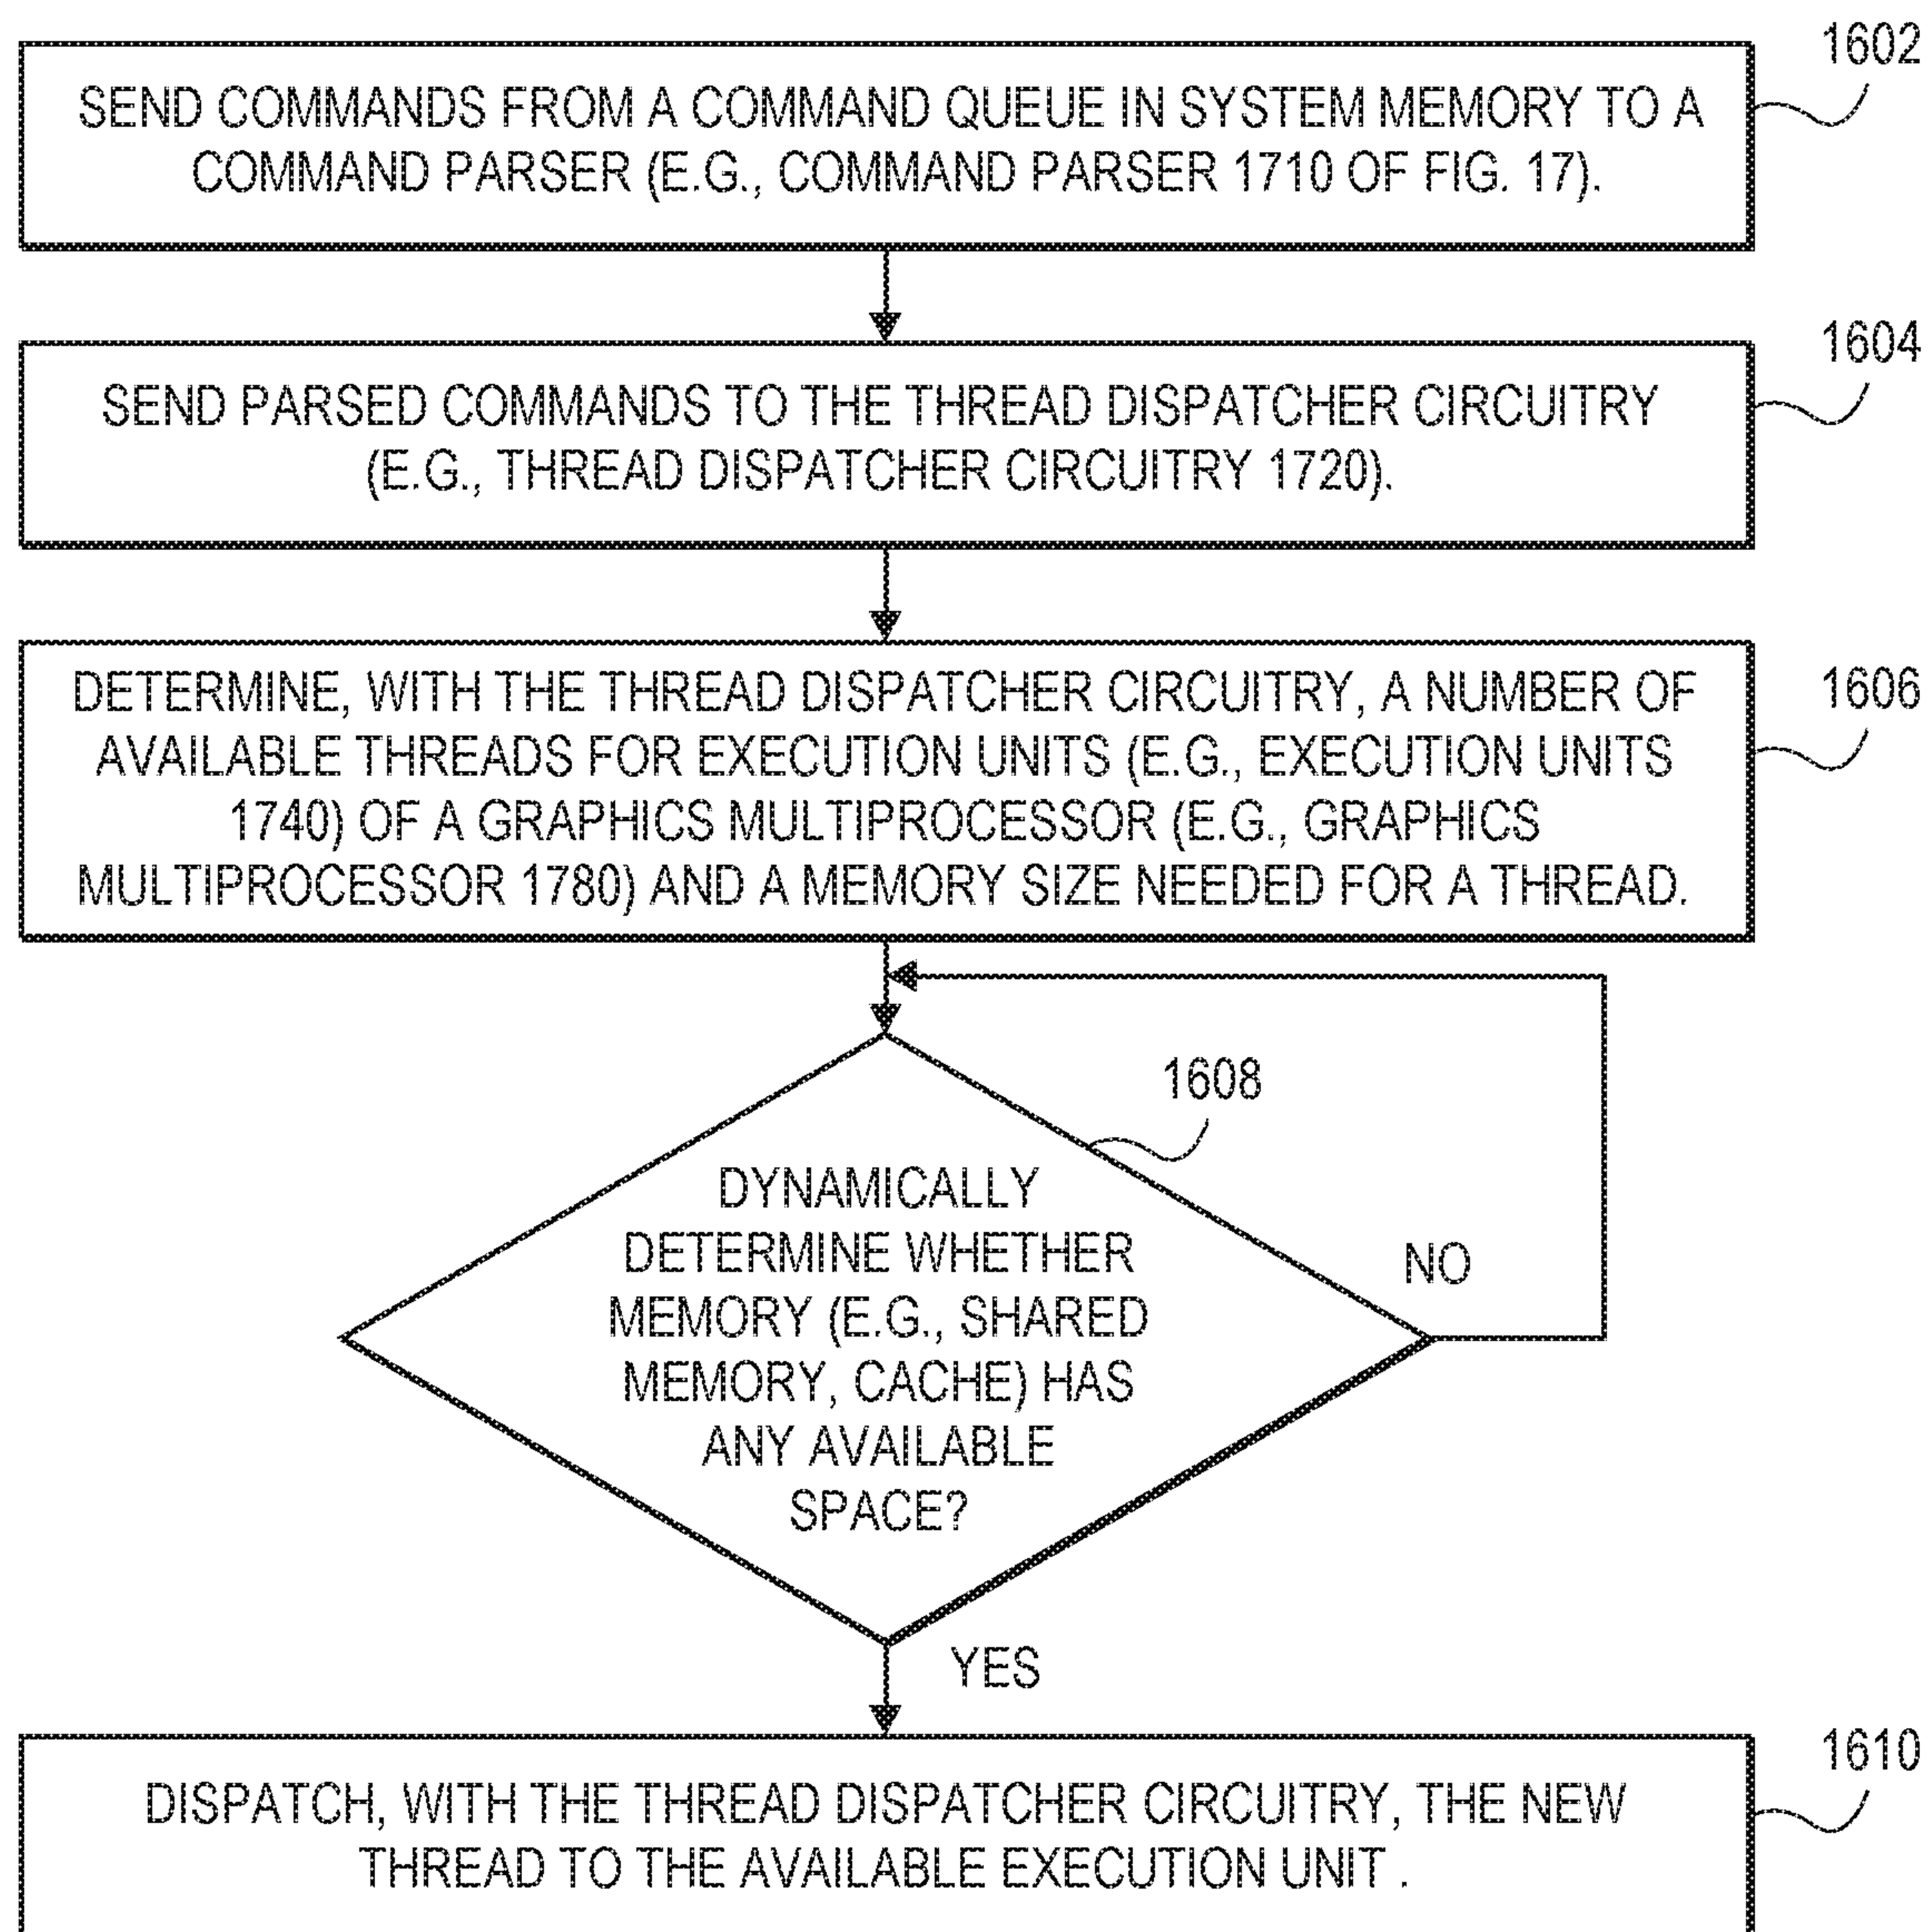 1602
SEND COMMANDS FROM A COMMAND QUEUE IN SYSTEM MEMORY TO A
COMMAND PARSER (E.G., COMMAND PARSER 1710 OF FIG. 17).
1604
SEND PARSED COMMANDS TO THE THREAD DISPATCHER CIRCUITRY
(E.G., THREAD DISPATCHER CIRCUITRY 1720).
1606
DETERMINE, WITH THE THREAD DISPATCHER CIRCUITRY, A NUMBER OF
AVAILABLE THREADS FOR EXECUTION UNITS (E.G., EXECUTION UNITS
1740) OF A GRAPHICS MULTIPROCESSOR (E.G., GRAPHICS
MULTIPROCESSOR 1780) AND A MEMORY SIZE NEEDED FOR A THREAD.
1608
DYNAMICALLY
DETERMINE WHETHER
MEMORY (E.G., SHARED
MEMORY, CACHE) HAS
ANY AVAILABLE
SPACE?
NO
YES
1610
DISPATCH, WITH THE THREAD DISPATCHER CIRCUITRY, THE NEW
THREAD TO THE AVAILABLE EXECUTION UNIT .